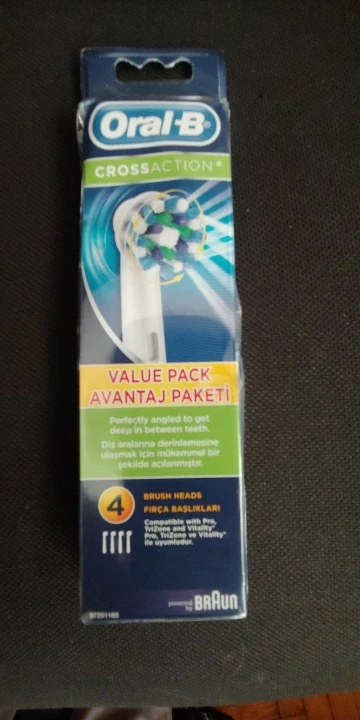 Oral-B®
CROSSACTION®
VALUE PACK
AVANTAJ PAKETİ
Perfectly angled to get
deep in between teeth.
Diş aralarına derinlemesine
ulaşmak için mükemmel bir
şekilde açılanmıştır.
4
BRUSH HEADS
FIRÇA BAŞLIKLARI
Compatible with Pro,
TriZone and Vitality*
Pro, TriZone ve Vitality*
ile uyumludur.
powered by BRAUN